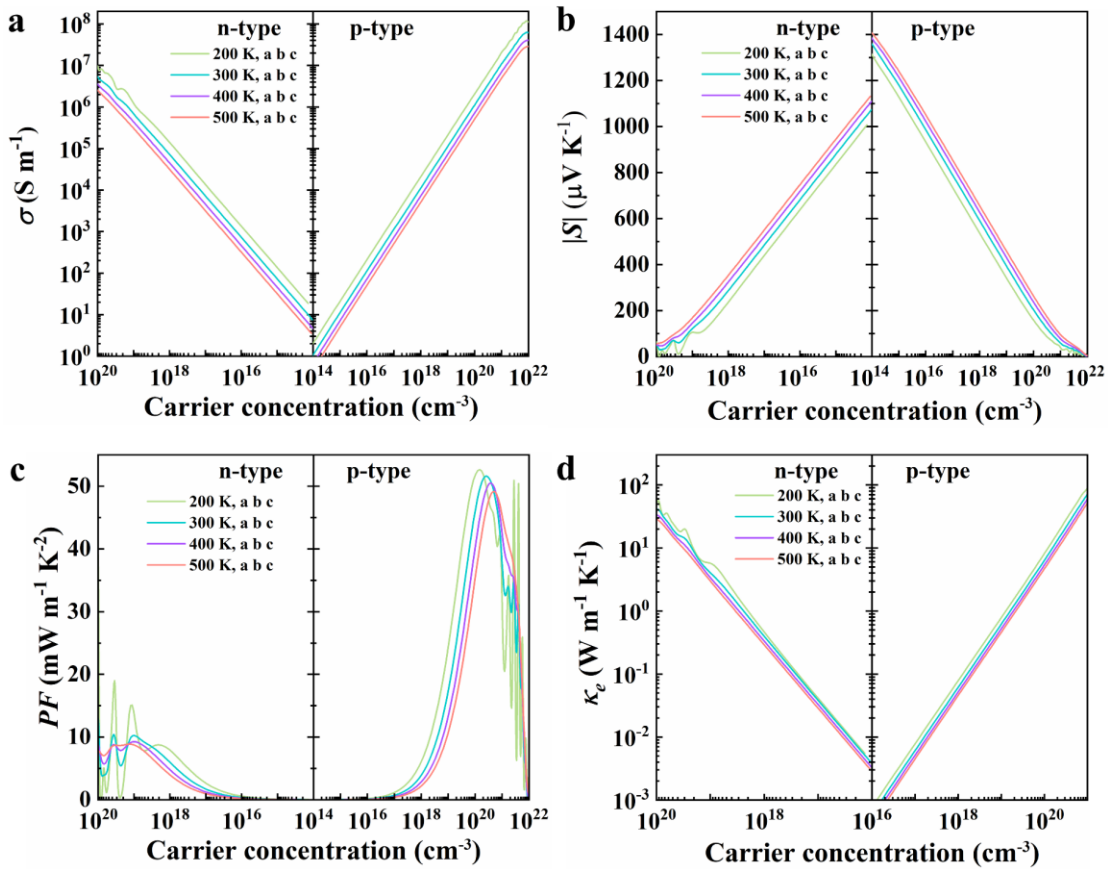 a
n-type
p-type
200 K, a b c
300 K, a b c
400 K, a b c
500 K, a b c
σ (S m⁻¹)
10⁸
10⁷
10⁶
10⁵
10⁴
10³
10²
10¹
10⁰
10²⁰ 10¹⁸ 10¹⁶ 10¹⁴ 10¹⁶ 10¹⁸ 10²⁰ 10²²
Carrier concentration (cm⁻³)
b
n-type
p-type
200 K, a b c
300 K, a b c
400 K, a b c
500 K, a b c
|S| (μV K⁻¹)
1400
1200
1000
800
600
400
200
0
10²⁰ 10¹⁸ 10¹⁶ 10¹⁴ 10¹⁶ 10¹⁸ 10²⁰ 10²²
Carrier concentration (cm⁻³)
c
n-type
p-type
200 K, a b c
300 K, a b c
400 K, a b c
500 K, a b c
PF (mW m⁻¹ K⁻²)
50
40
30
20
10
0
10²⁰ 10¹⁸ 10¹⁶ 10¹⁴ 10¹⁶ 10¹⁸ 10²⁰ 10²²
Carrier concentration (cm⁻³)
d
n-type
p-type
200 K, a b c
300 K, a b c
400 K, a b c
500 K, a b c
κₑ (W m⁻¹ K⁻¹)
10²
10¹
10⁰
10⁻¹
10⁻²
10⁻³
10²⁰ 10¹⁸ 10¹⁶ 10¹⁸ 10²⁰
Carrier concentration (cm⁻³)